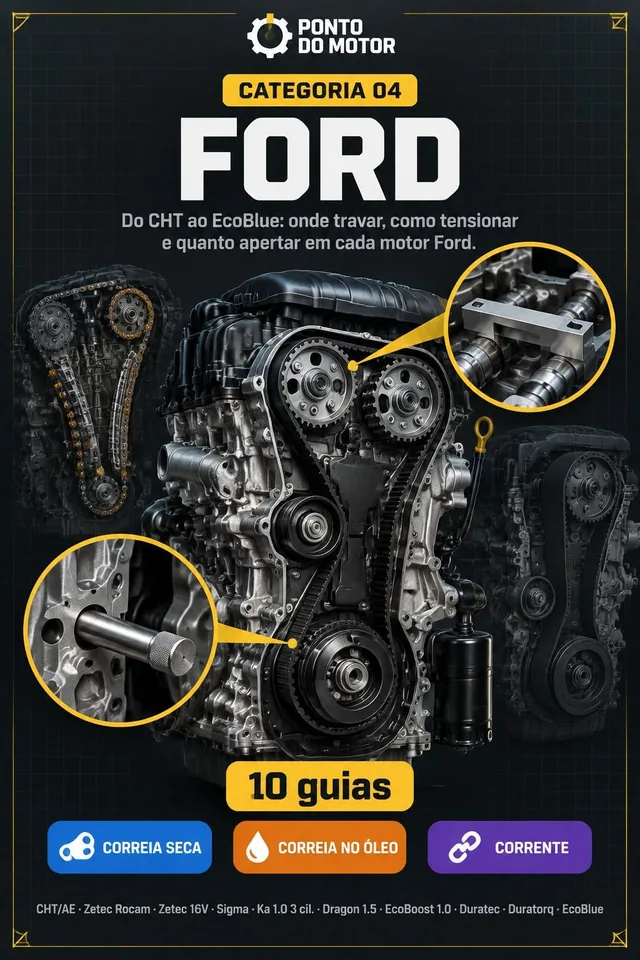 PONTO
DO MOTOR
CATEGORIA 04
FORD
Do CHT ao EcoBlue: onde travar, como tensionar
e quanto apertar em cada motor Ford.
10 guias
CORREIA SECA
CORREIA NO ÓLEO
CORRENTE
CHT/AE · Zetec Rocam · Zetec 16V · Sigma · Ka 1.0 3 cil. · Dragon 1.5 · EcoBoost 1.0 · Duratec · Duratorq · EcoBlue